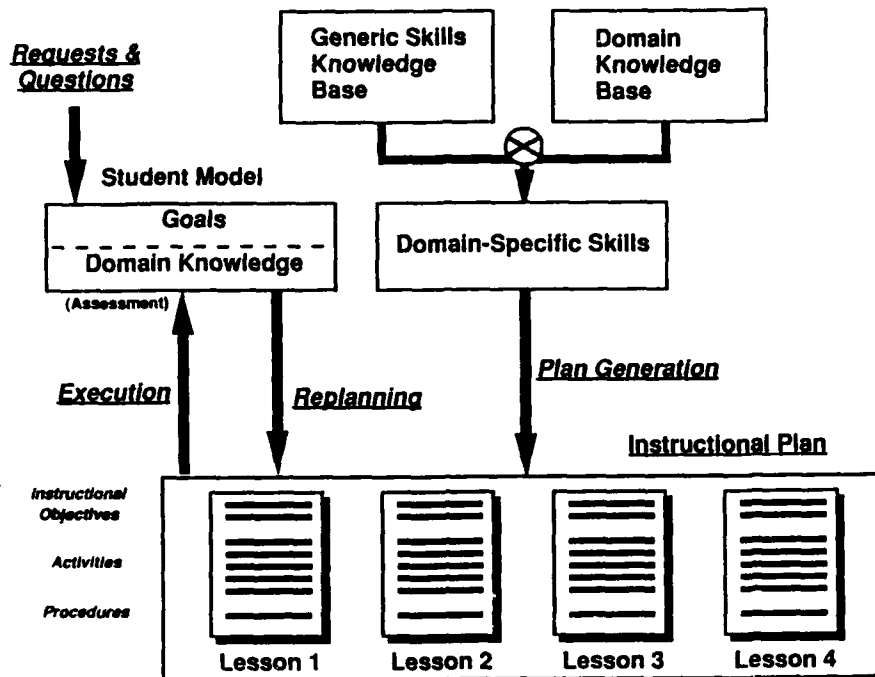 Requests &
Questions
Generic Skills
Knowledge
Base
Domain
Knowledge
Base
Student Model
Goals
Domain Knowledge
(Assessment)
Domain-Specific Skills
Execution
Replanning
Plan Generation
Instructional Plan
Instructional
Objectives
Activities
Procedures
Lesson 1
Lesson 2
Lesson 3
Lesson 4